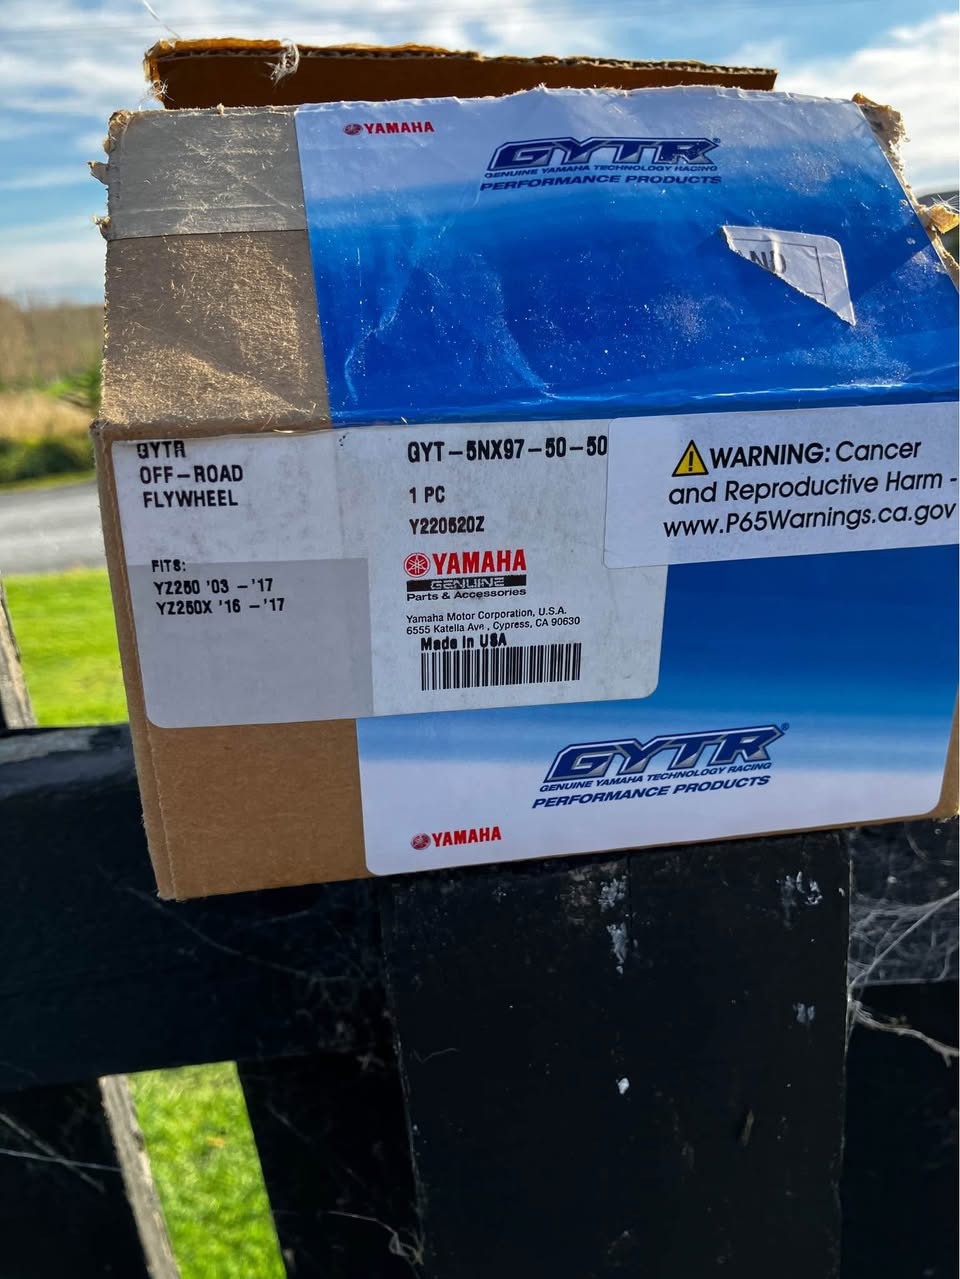 YAMAHA
GYTR
GENUINE YAMAHA TECHNOLOGY RACING
PERFORMANCE PRODUCTS
GYTR
OFF-ROAD
FLYWHEEL
FITS:
YZ250 '03 -'17
YZ250X '16 -'17
GYT-5NX97-50-50
1 PC
Y220520Z
YAMAHA
GENUINE
Parts & Accessories
Yamaha Motor Corporation, U.S.A.
6555 Katella Ave., Cypress, CA 90630
Made in USA
WARNING: Cancer
and Reproductive Harm -
www.P65Warnings.ca.gov
GYTR®
GENUINE YAMAHA TECHNOLOGY RACING
PERFORMANCE PRODUCTS
YAMAHA